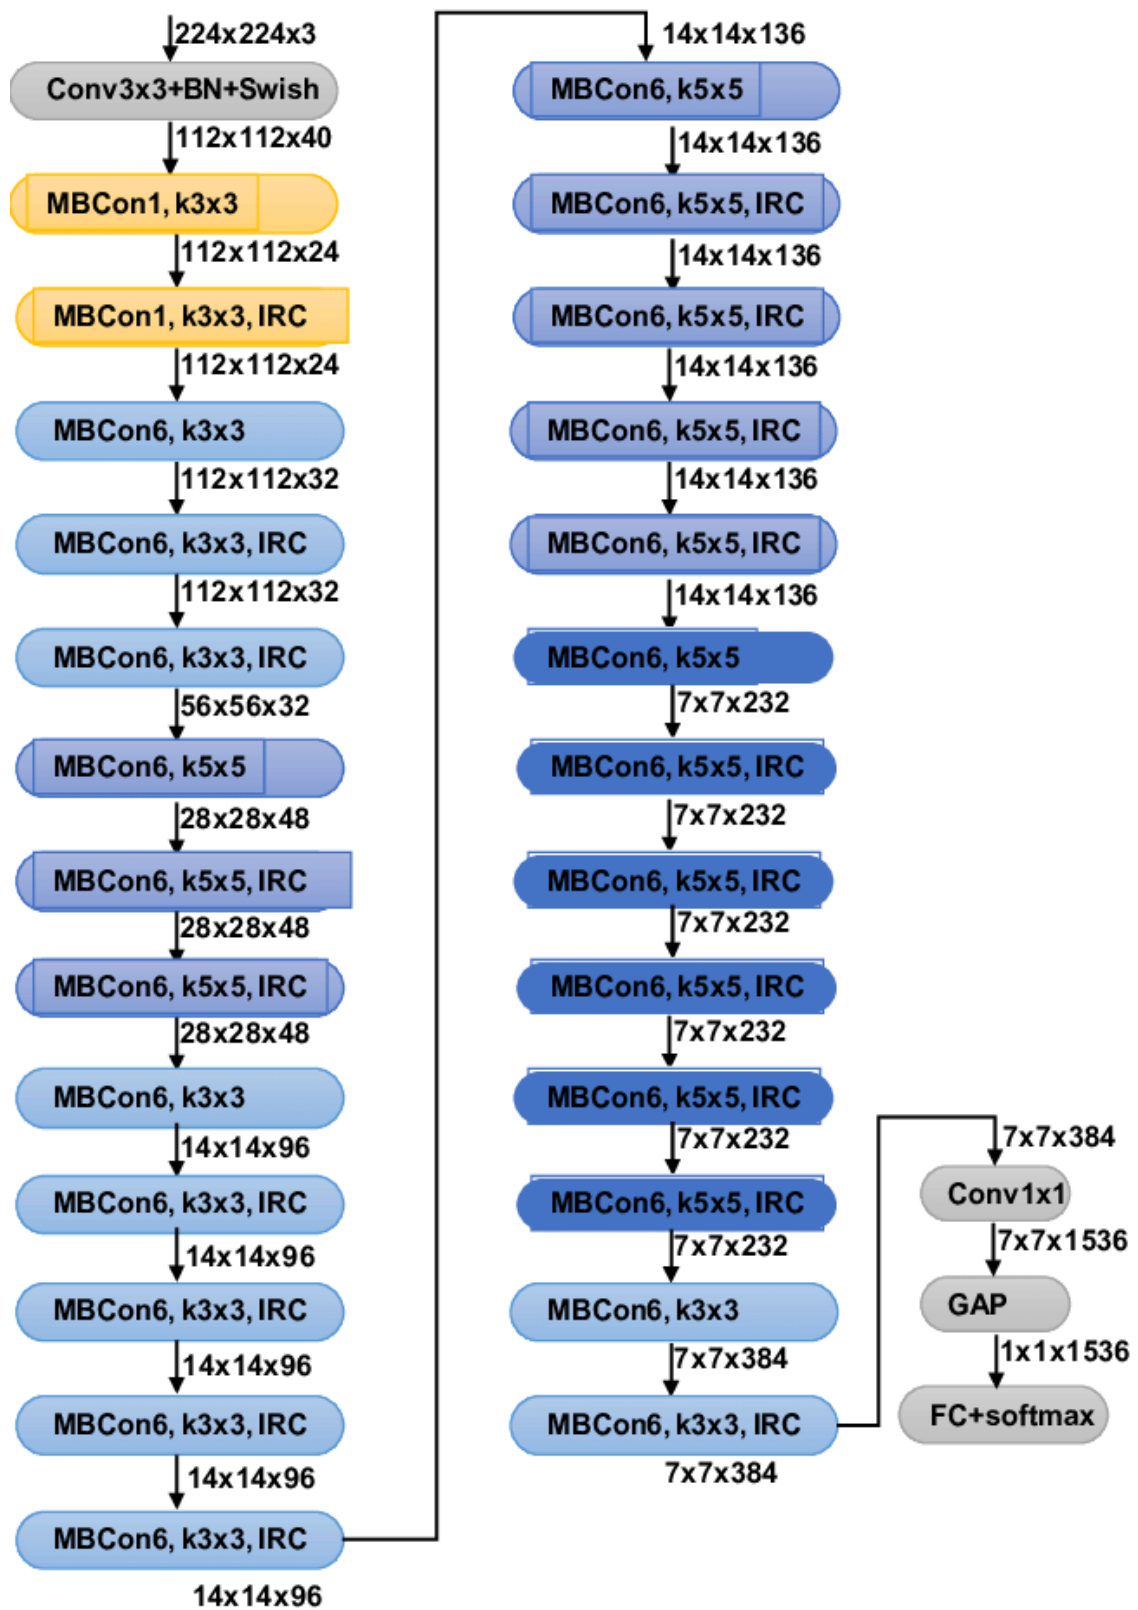 224x224x3
Conv3x3+BN+Swish
112x112x40
MBCon1, k3x3
112x112x24
MBCon1, k3x3, IRC
112x112x24
MBCon6, k3x3
112x112x32
MBCon6, k3x3, IRC
112x112x32
MBCon6, k3x3, IRC
56x56x32
MBCon6, k5x5
28x28x48
MBCon6, k5x5, IRC
28x28x48
MBCon6, k5x5, IRC
28x28x48
MBCon6, k3x3
14x14x96
MBCon6, k3x3, IRC
14x14x96
MBCon6, k3x3, IRC
14x14x96
MBCon6, k3x3, IRC
14x14x96
MBCon6, k3x3, IRC
14x14x96
14x14x136
MBCon6, k5x5
14x14x136
MBCon6, k5x5, IRC
14x14x136
MBCon6, k5x5, IRC
14x14x136
MBCon6, k5x5, IRC
14x14x136
MBCon6, k5x5, IRC
14x14x136
MBCon6, k5x5
7x7x232
MBCon6, k5x5, IRC
7x7x232
MBCon6, k5x5, IRC
7x7x232
MBCon6, k5x5, IRC
7x7x232
MBCon6, k5x5, IRC
7x7x232
MBCon6, k5x5, IRC
7x7x232
MBCon6, k3x3
7x7x384
MBCon6, k3x3, IRC
7x7x384
7x7x384
Conv1x1
7x7x1536
GAP
1x1x1536
FC+softmax